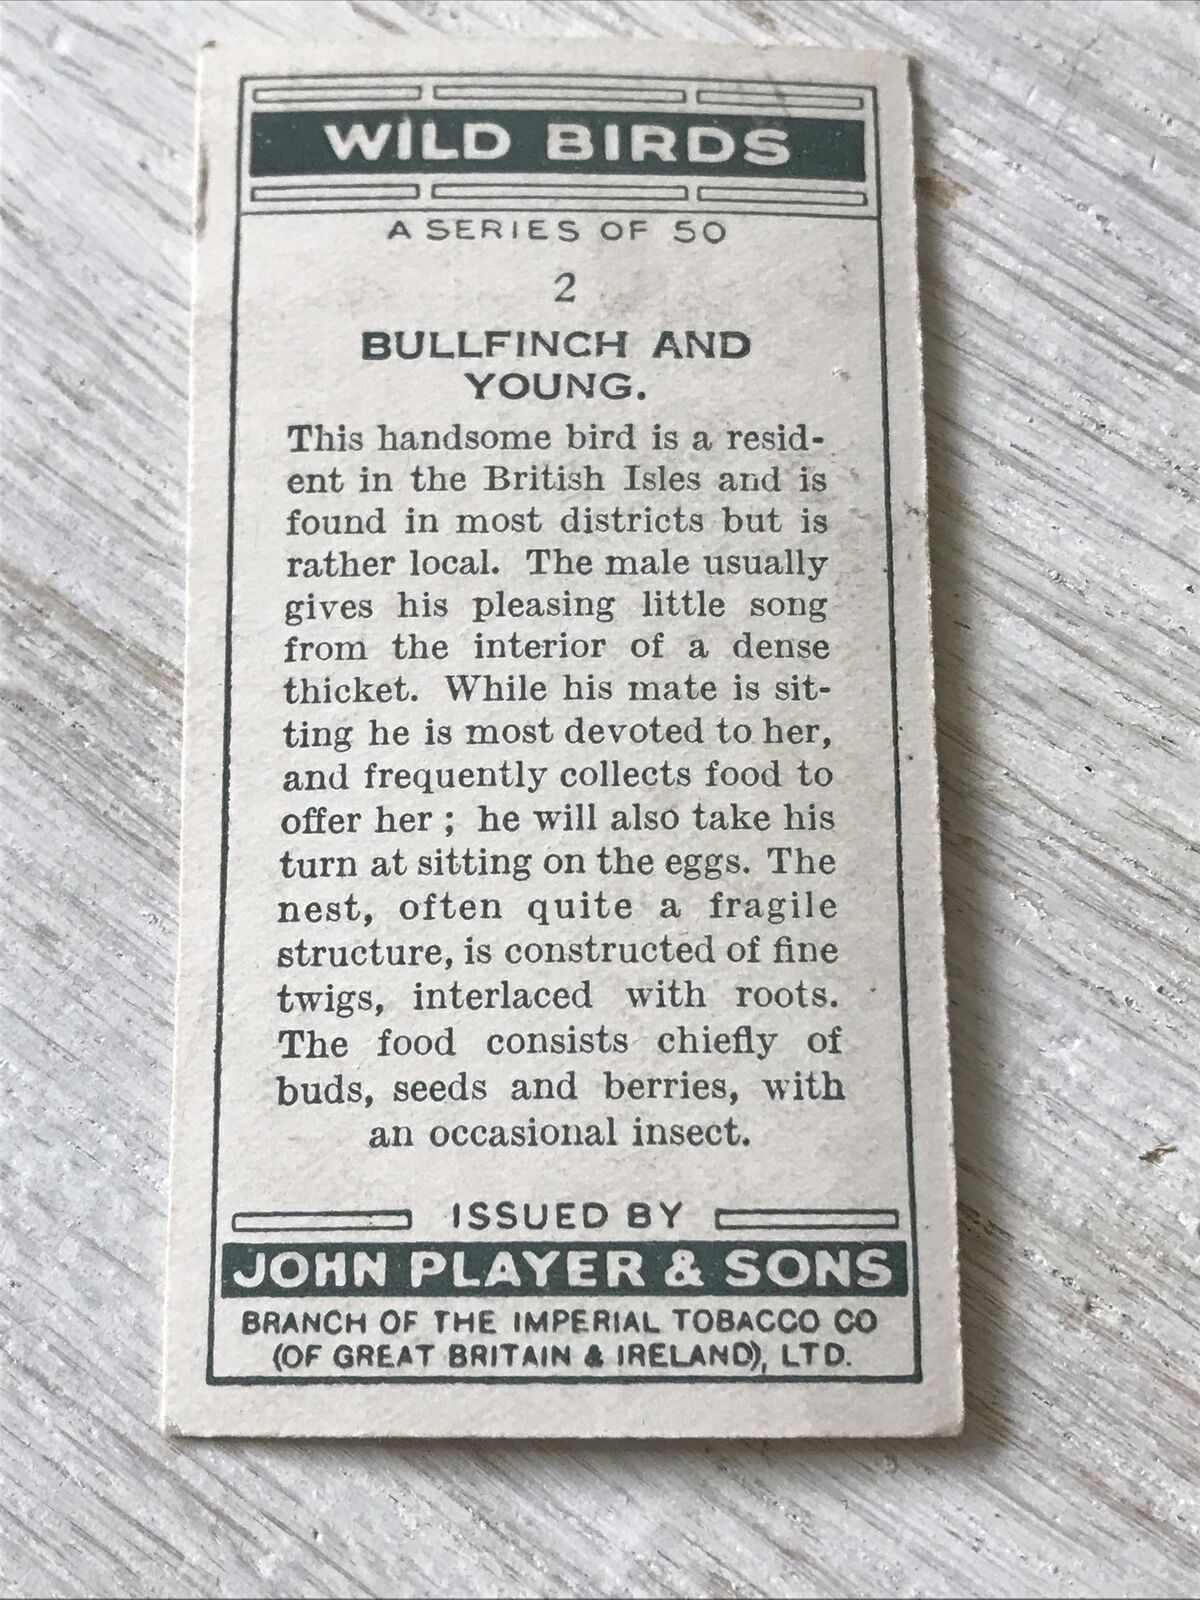 WILD BIRDS
A SERIES OF 50
2
BULLFINCH AND
YOUNG.
This handsome bird is a resid-
ent in the British Isles and is
found in most districts but is
rather local. The male usually
gives his pleasing little song
from the interior of a dense
thicket. While his mate is sit-
ting he is most devoted to her,
and frequently collects food to
offer her ; he will also take his
turn at sitting on the eggs. The
nest, often quite a fragile
structure, is constructed of fine
twigs, interlaced with roots.
The food consists chiefly of
buds, seeds and berries, with
an occasional insect.
ISSUED BY
JOHN PLAYER & SONS
BRANCH OF THE IMPERIAL TOBACCO CO
(OF GREAT BRITAIN & IRELAND), LTD.